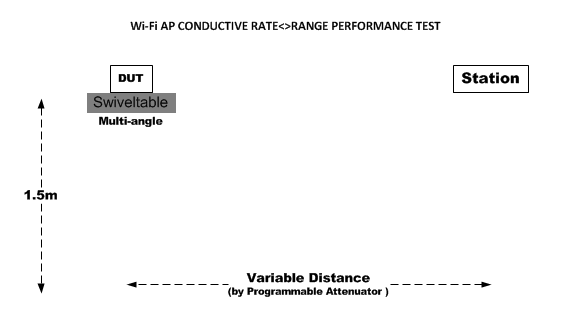 Wi-Fi AP CONDUCTIVE RATE<>RANGE PERFORMANCE TEST
DUT
Station
Swiveltable
Multi-angle
1.5m
Variable Distance
(by Programmable Attenuator )